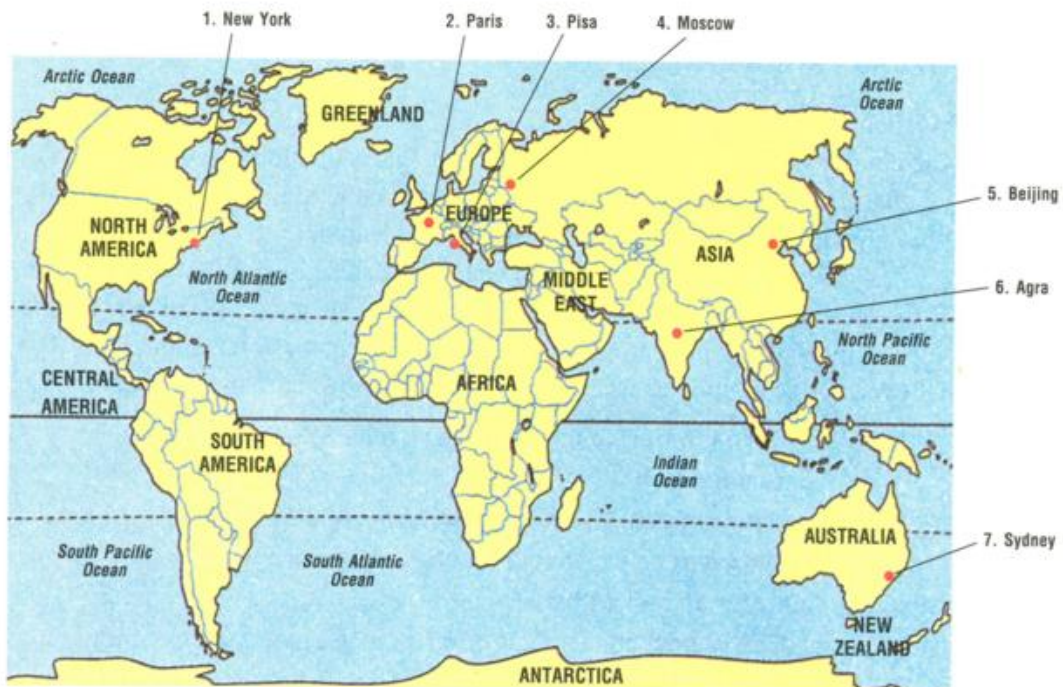 1. New York
2. Paris
3. Pisa
4. Moscow
Arctic Ocean
GREENLAND
Arctic
Ocean
5. Beijing
NORTH
AMERICA
EUROPE
ASIA
North Atlantic
Ocean
MIDDLE
EAST
6. Agra
North Pacific
Ocean
CENTRAL
AMERICA
AFRICA
SOUTH
AMERICA
Indian
Ocean
AUSTRALIA
7. Sydney
South Pacific
Ocean
South Atlantic
Ocean
NEW
ZEALAND
ANTARCTICA